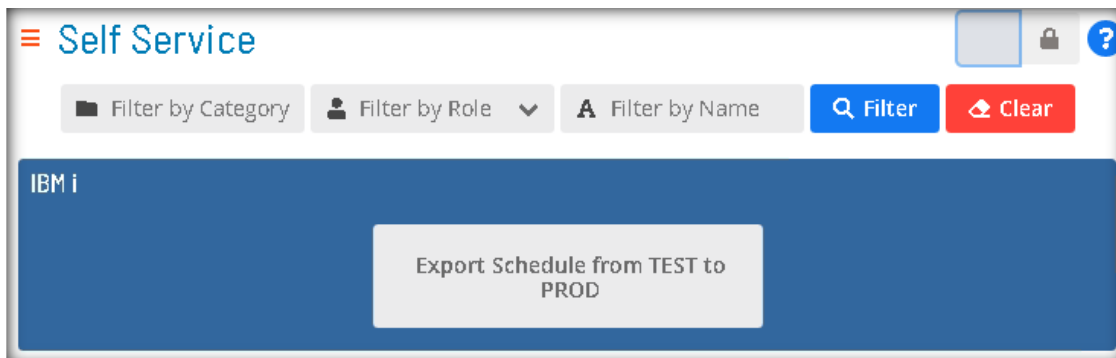 Self Service
?
Filter by Category Filter by Role A Filter by Name Filter Clear
IBM i
Export Schedule from TEST to
PROD